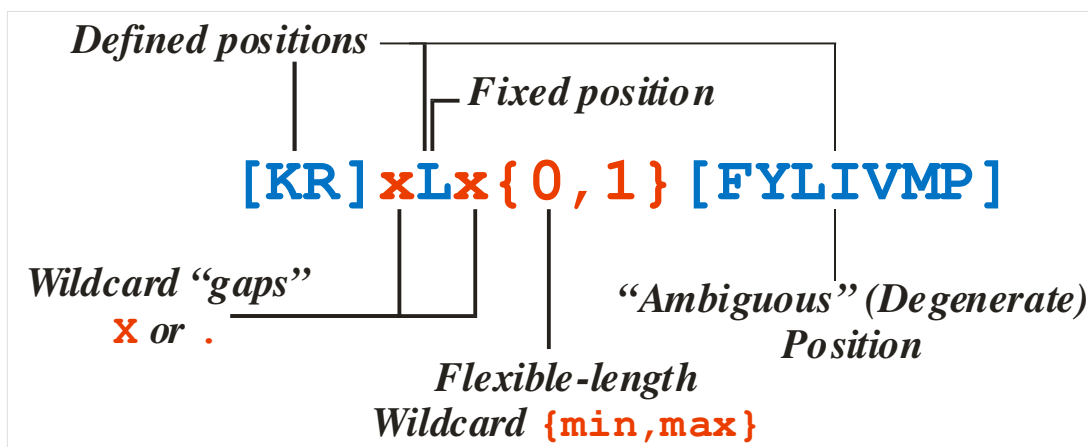 Defined positions
Fixed position
[KR]xLx{0,1}[FYLIVMP]
Wildcard “gaps”
x or .
“Ambiguous” (Degenerate)
Position
Flexible-length
Wildcard {min,max}